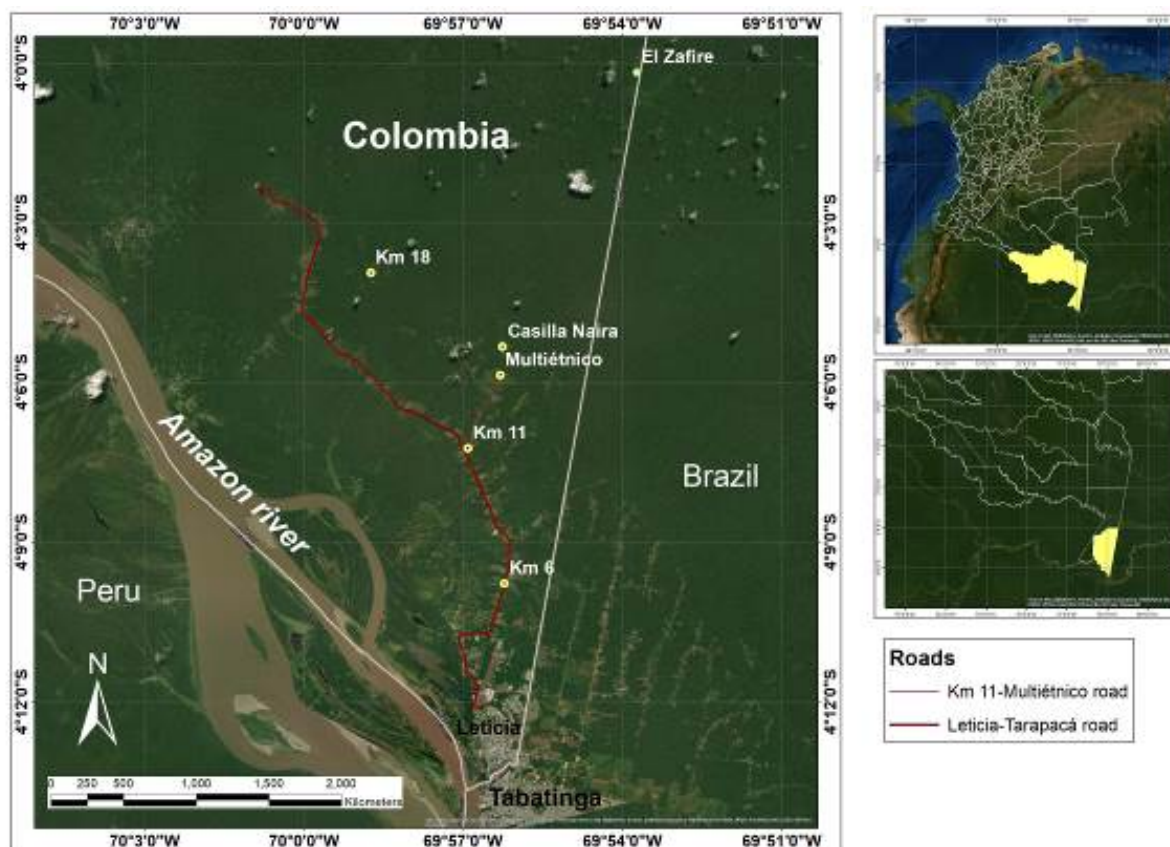 70°3'0"W 70°0'0"W 69°57'0"W 69°54'0"W 69°51'0"W
4°0'0"S
4°0'0"S
El Zafire
Colombia
4°3'0"S
4°3'0"S
Km 18
Casilla Naira
Multiétnico
4°6'0"S
4°6'0"S
Km 11
Amazon river
Brazil
4°9'0"S
4°9'0"S
Km 6
Peru
N
4°12'0"S
4°12'0"S
Leticia
0 250 500 1,000 1,500 2,000
Kilometers
Tabatinga
70°3'0"W 70°0'0"W 69°57'0"W 69°54'0"W 69°51'0"W
Roads
Km 11-Multiétnico road
Leticia-Tarapacá road